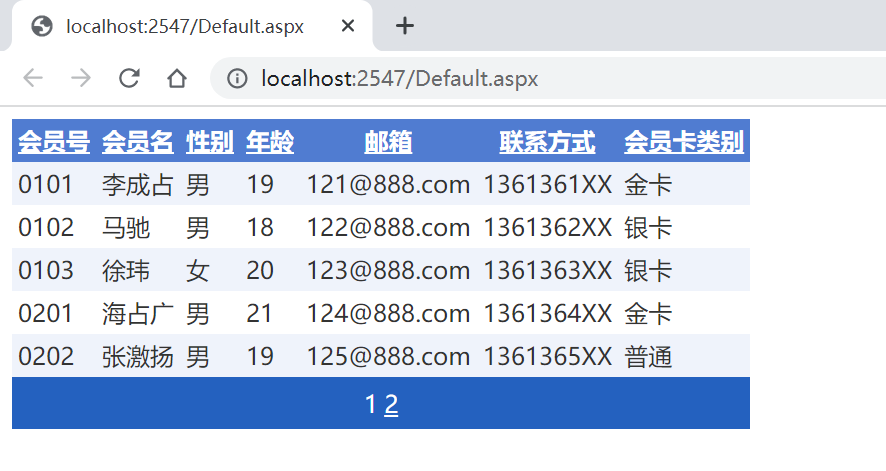 localhost:2547/Default.aspx
localhost:2547/Default.aspx
会员号 会员名 性别 年龄 邮箱 联系方式 会员卡类别
0101 李成占 男 19 121@888.com 1361361XX 金卡
0102 马驰 男 18 122@888.com 1361362XX 银卡
0103 徐玮 女 20 123@888.com 1361363XX 银卡
0201 海占广 男 21 124@888.com 1361364XX 金卡
0202 张激扬 男 19 125@888.com 1361365XX 普通
1 2